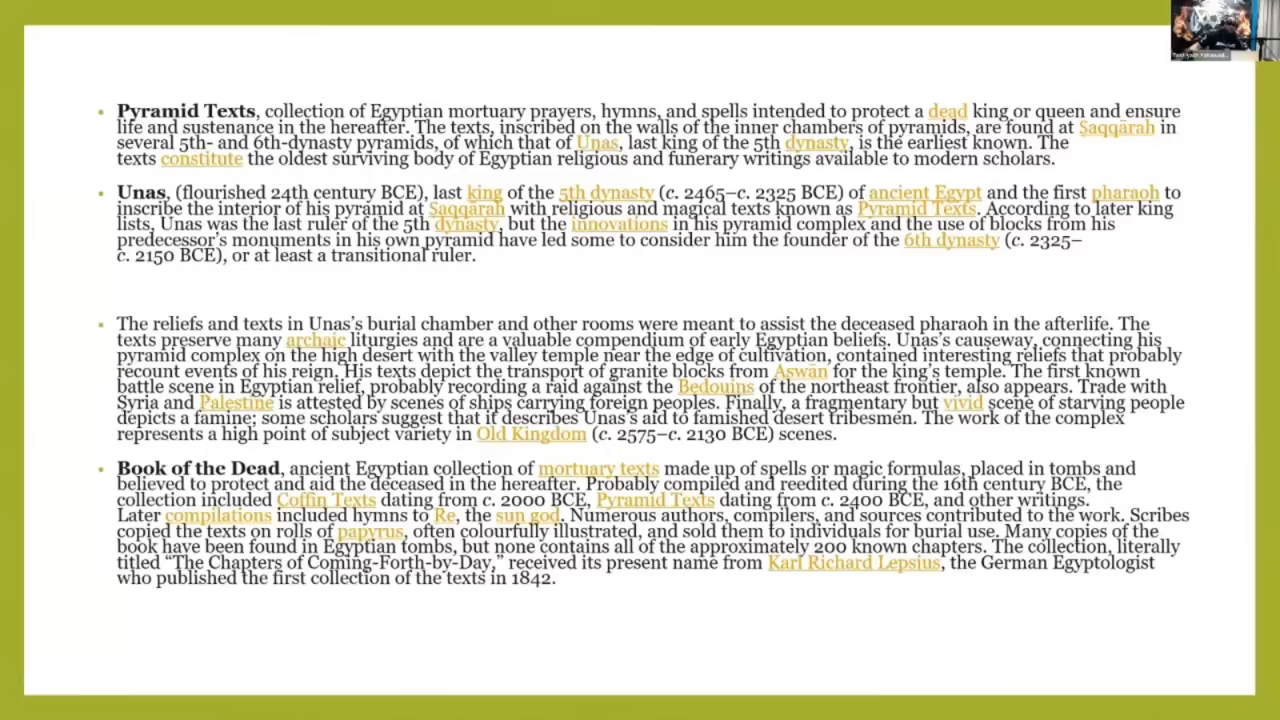 Pyramid Texts, collection of Egyptian mortuary prayers, hymns, and spells intended to protect a dead king or queen and ensure
life and sustenance in the hereafter. The texts, inscribed on the walls of the inner chambers of pyramids, are found at Ṣaqqārah in
several 5th- and 6th-dynasty pyramids, of which that of Unas, last king of the 5th dynasty, is the earliest known. The
texts constitute the oldest surviving body of Egyptian religious and funerary writings available to modern scholars.
Unas, (flourished 24th century BCE), last king of the 5th dynasty (c. 2465–c. 2325 BCE) of ancient Egypt and the first pharaoh to
inscribe the interior of his pyramid at Ṣaqqārah with religious and magical texts known as Pyramid Texts. According to later king
lists, Unas was the last ruler of the 5th dynasty, but the innovations in his pyramid complex and the use of blocks from his
predecessor's monuments in his own pyramid have led some to consider him the founder of the 6th dynasty (c. 2325–
c. 2150 BCE), or at least a transitional ruler.
The reliefs and texts in Unas's burial chamber and other rooms were meant to assist the deceased pharaoh in the afterlife. The
texts preserve many archaic liturgies and are a valuable compendium of early Egyptian beliefs. Unas's causeway, connecting his
pyramid complex on the high desert with the valley temple near the edge of cultivation, contained interesting reliefs that probably
recount events of his reign. His texts depict the transport of granite blocks from Aswān for the king's temple. The first known
battle scene in Egyptian relief, probably recording a raid against the Bedouins of the northeast frontier, also appears. Trade with
Syria and Palestine is attested by scenes of ships carrying foreign peoples. Finally, a fragmentary but vivid scene of starving people
depicts a famine; some scholars suggest that it describes Unas's aid to famished desert tribesmen. The work of the complex
represents a high point of subject variety in Old Kingdom (c. 2575–c. 2130 BCE) scenes.
Book of the Dead, ancient Egyptian collection of mortuary texts made up of spells or magic formulas, placed in tombs and
believed to protect and aid the deceased in the hereafter. Probably compiled and reedited during the 16th century BCE, the
collection included Coffin Texts dating from c. 2000 BCE, Pyramid Texts dating from c. 2400 BCE, and other writings.
Later compilations included hymns to Re, the sun god. Numerous authors, compilers, and sources contributed to the work. Scribes
copied the texts on rolls of papyrus, often colourfully illustrated, and sold them to individuals for burial use. Many copies of the
book have been found in Egyptian tombs, but none contains all of the approximately 200 known chapters. The collection, literally
titled "The Chapters of Coming-Forth-by-Day," received its present name from Karl Richard Lepsius, the German Egyptologist
who published the first collection of the texts in 1842.